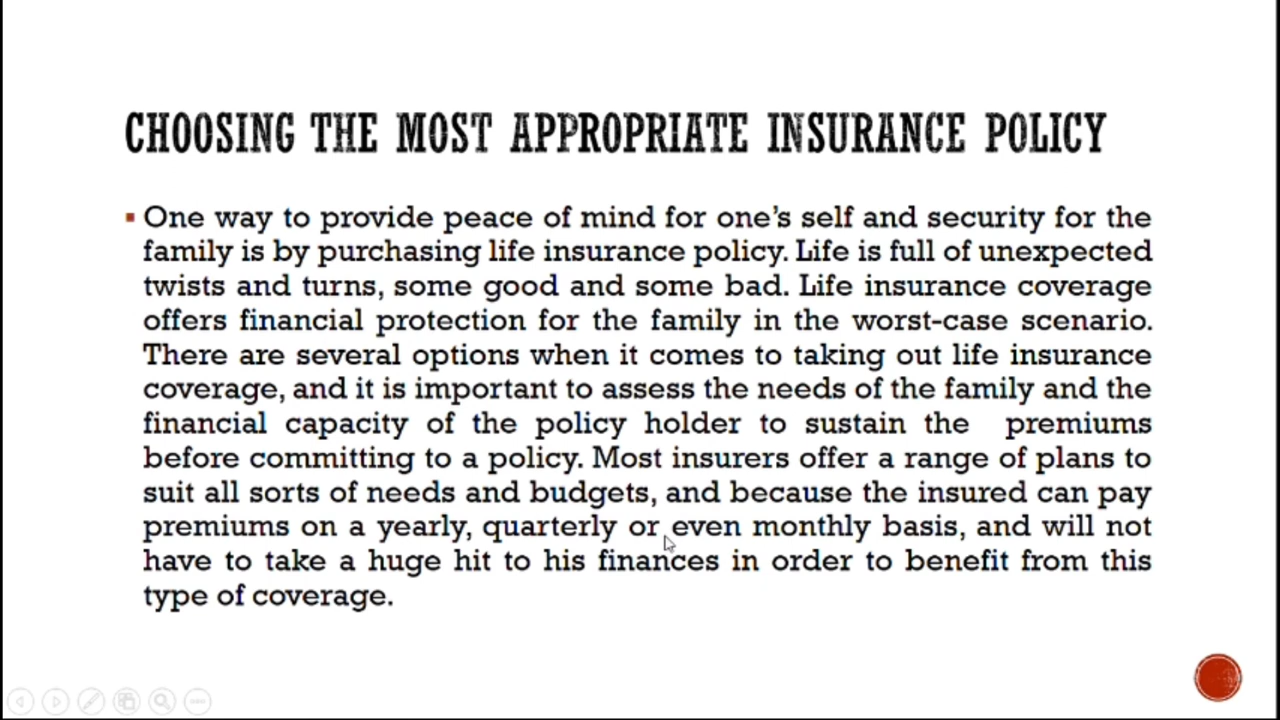 CHOOSING THE MOST APPROPRIATE INSURANCE POLICY
One way to provide peace of mind for one's self and security for the
family is by purchasing life insurance policy. Life is full of unexpected
twists and turns, some good and some bad. Life insurance coverage
offers financial protection for the family in the worst-case scenario.
There are several options when it comes to taking out life insurance
coverage, and it is important to assess the needs of the family and the
financial capacity of the policy holder to sustain the premiums
before committing to a policy. Most insurers offer a range of plans to
suit all sorts of needs and budgets, and because the insured can pay
premiums on a yearly, quarterly or even monthly basis, and will not
have to take a huge hit to his finances in order to benefit from this
type of coverage.